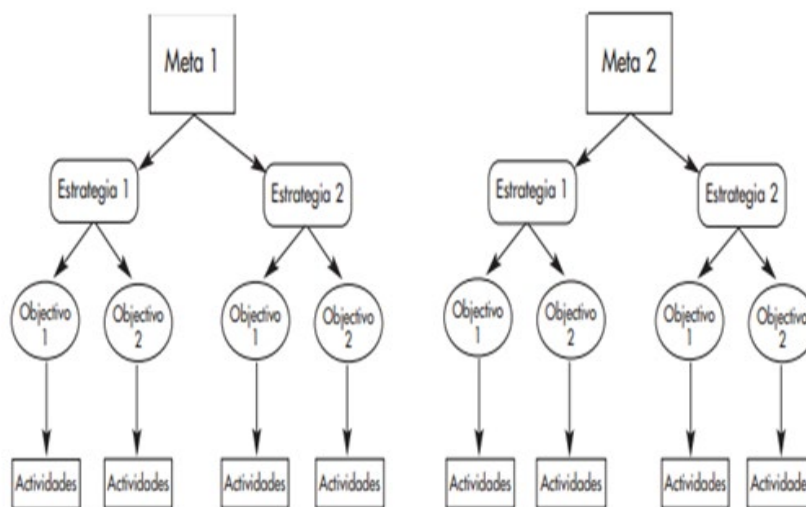 Meta 1
Meta 2
Estrategia 1
Estrategia 2
Estrategia 1
Estrategia 2
Objectivo
1
Objectivo
2
Objectivo
1
Objectivo
2
Objectivo
1
Objectivo
2
Objectivo
1
Objectivo
2
Actividades
Actividades
Actividades
Actividades
Actividades
Actividades
Actividades
Actividades